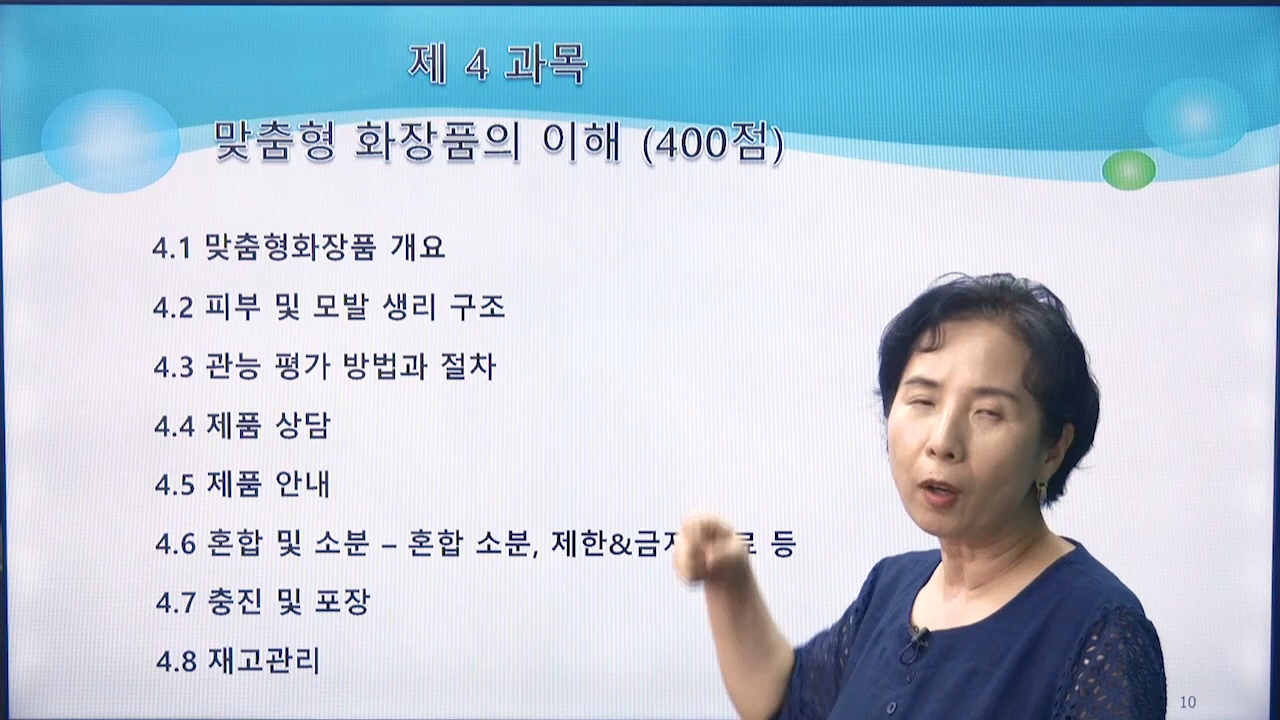 제 4 과목
맞춤형 화장품의 이해 (400점)
4.1 맞춤형화장품 개요
4.2 피부 및 모발 생리 구조
4.3 관능 평가 방법과 절차
4.4 제품 상담
4.5 제품 안내
4.6 혼합 및 소분 – 혼합 소분, 제한&금지 등
4.7 충진 및 포장
4.8 재고관리
10